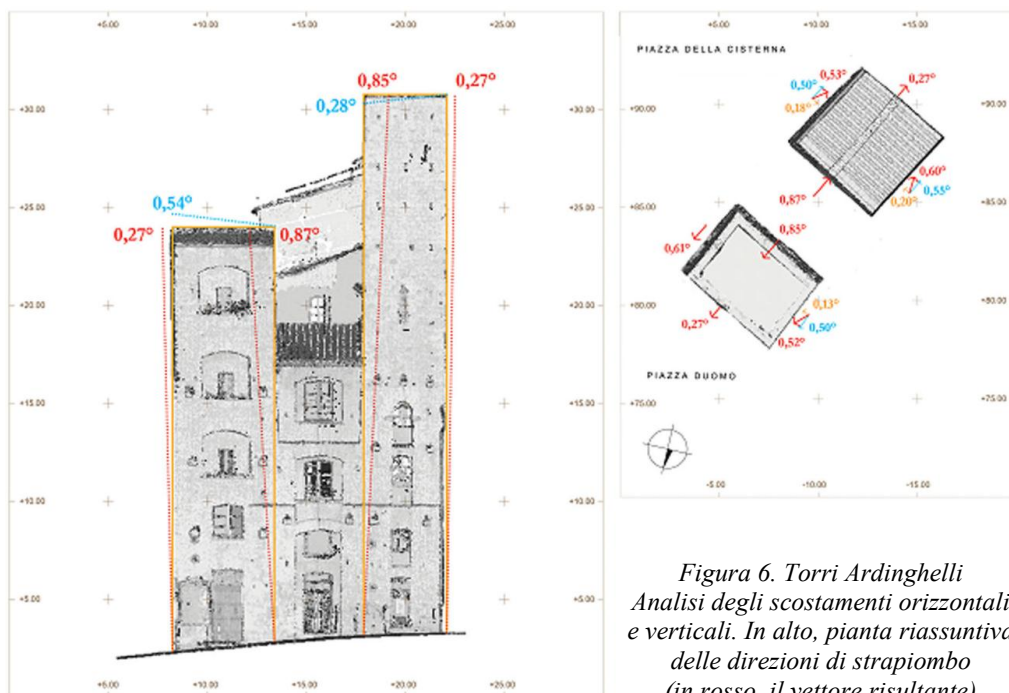 +5.00 +10.00 +15.00 +20.00 +25.00
0,85° 0,27°
0,28°
+30.00 +30.00
+25.00 +25.00
0,54°
0,27° 0,87°
+20.00 +20.00
+15.00 +15.00
+10.00 +10.00
+5.00 +5.00
+5.00 +10.00 +15.00 +20.00 +25.00
-5.00 -10.00 -15.00
PIAZZA DELLA CISTERNA
0,50° 0,53° 0,27°
0,18°
+90.00 +90.00
0,60°
0,55°
0,20°
0,87°
+85.00 +85.00
0,85°
0,61°
+80.00 +80.00
0,13°
0,50°
0,27°
0,52°
PIAZZA DUOMO
+75.00 +75.00
-5.00 -10.00 -15.00
Figura 6. Torri Ardinghelli
Analisi degli scostamenti orizzontali
e verticali. In alto, pianta riassuntiva
delle direzioni di strapiombo
(in rosso, il vettore risultante)